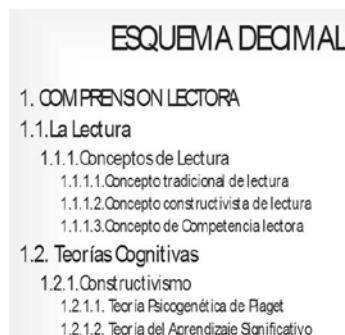 ESQUEMA DECIMAL
1. COMPRENSION LECTORA
1.1.La Lectura
1.1.1.Conceptos de Lectura
1.1.1.1.Concepto tradicional de lectura
1.1.1.2.Concepto constructivista de lectura
1.1.1.3.Concepto de Competencia lectora
1.2. Teorías Cognitivas
1.2.1.Constructivismo
1.2.1.1. Teoría Psicogenética de Piaget
1.2.1.2. Teoría del Aprendizaje Significativo